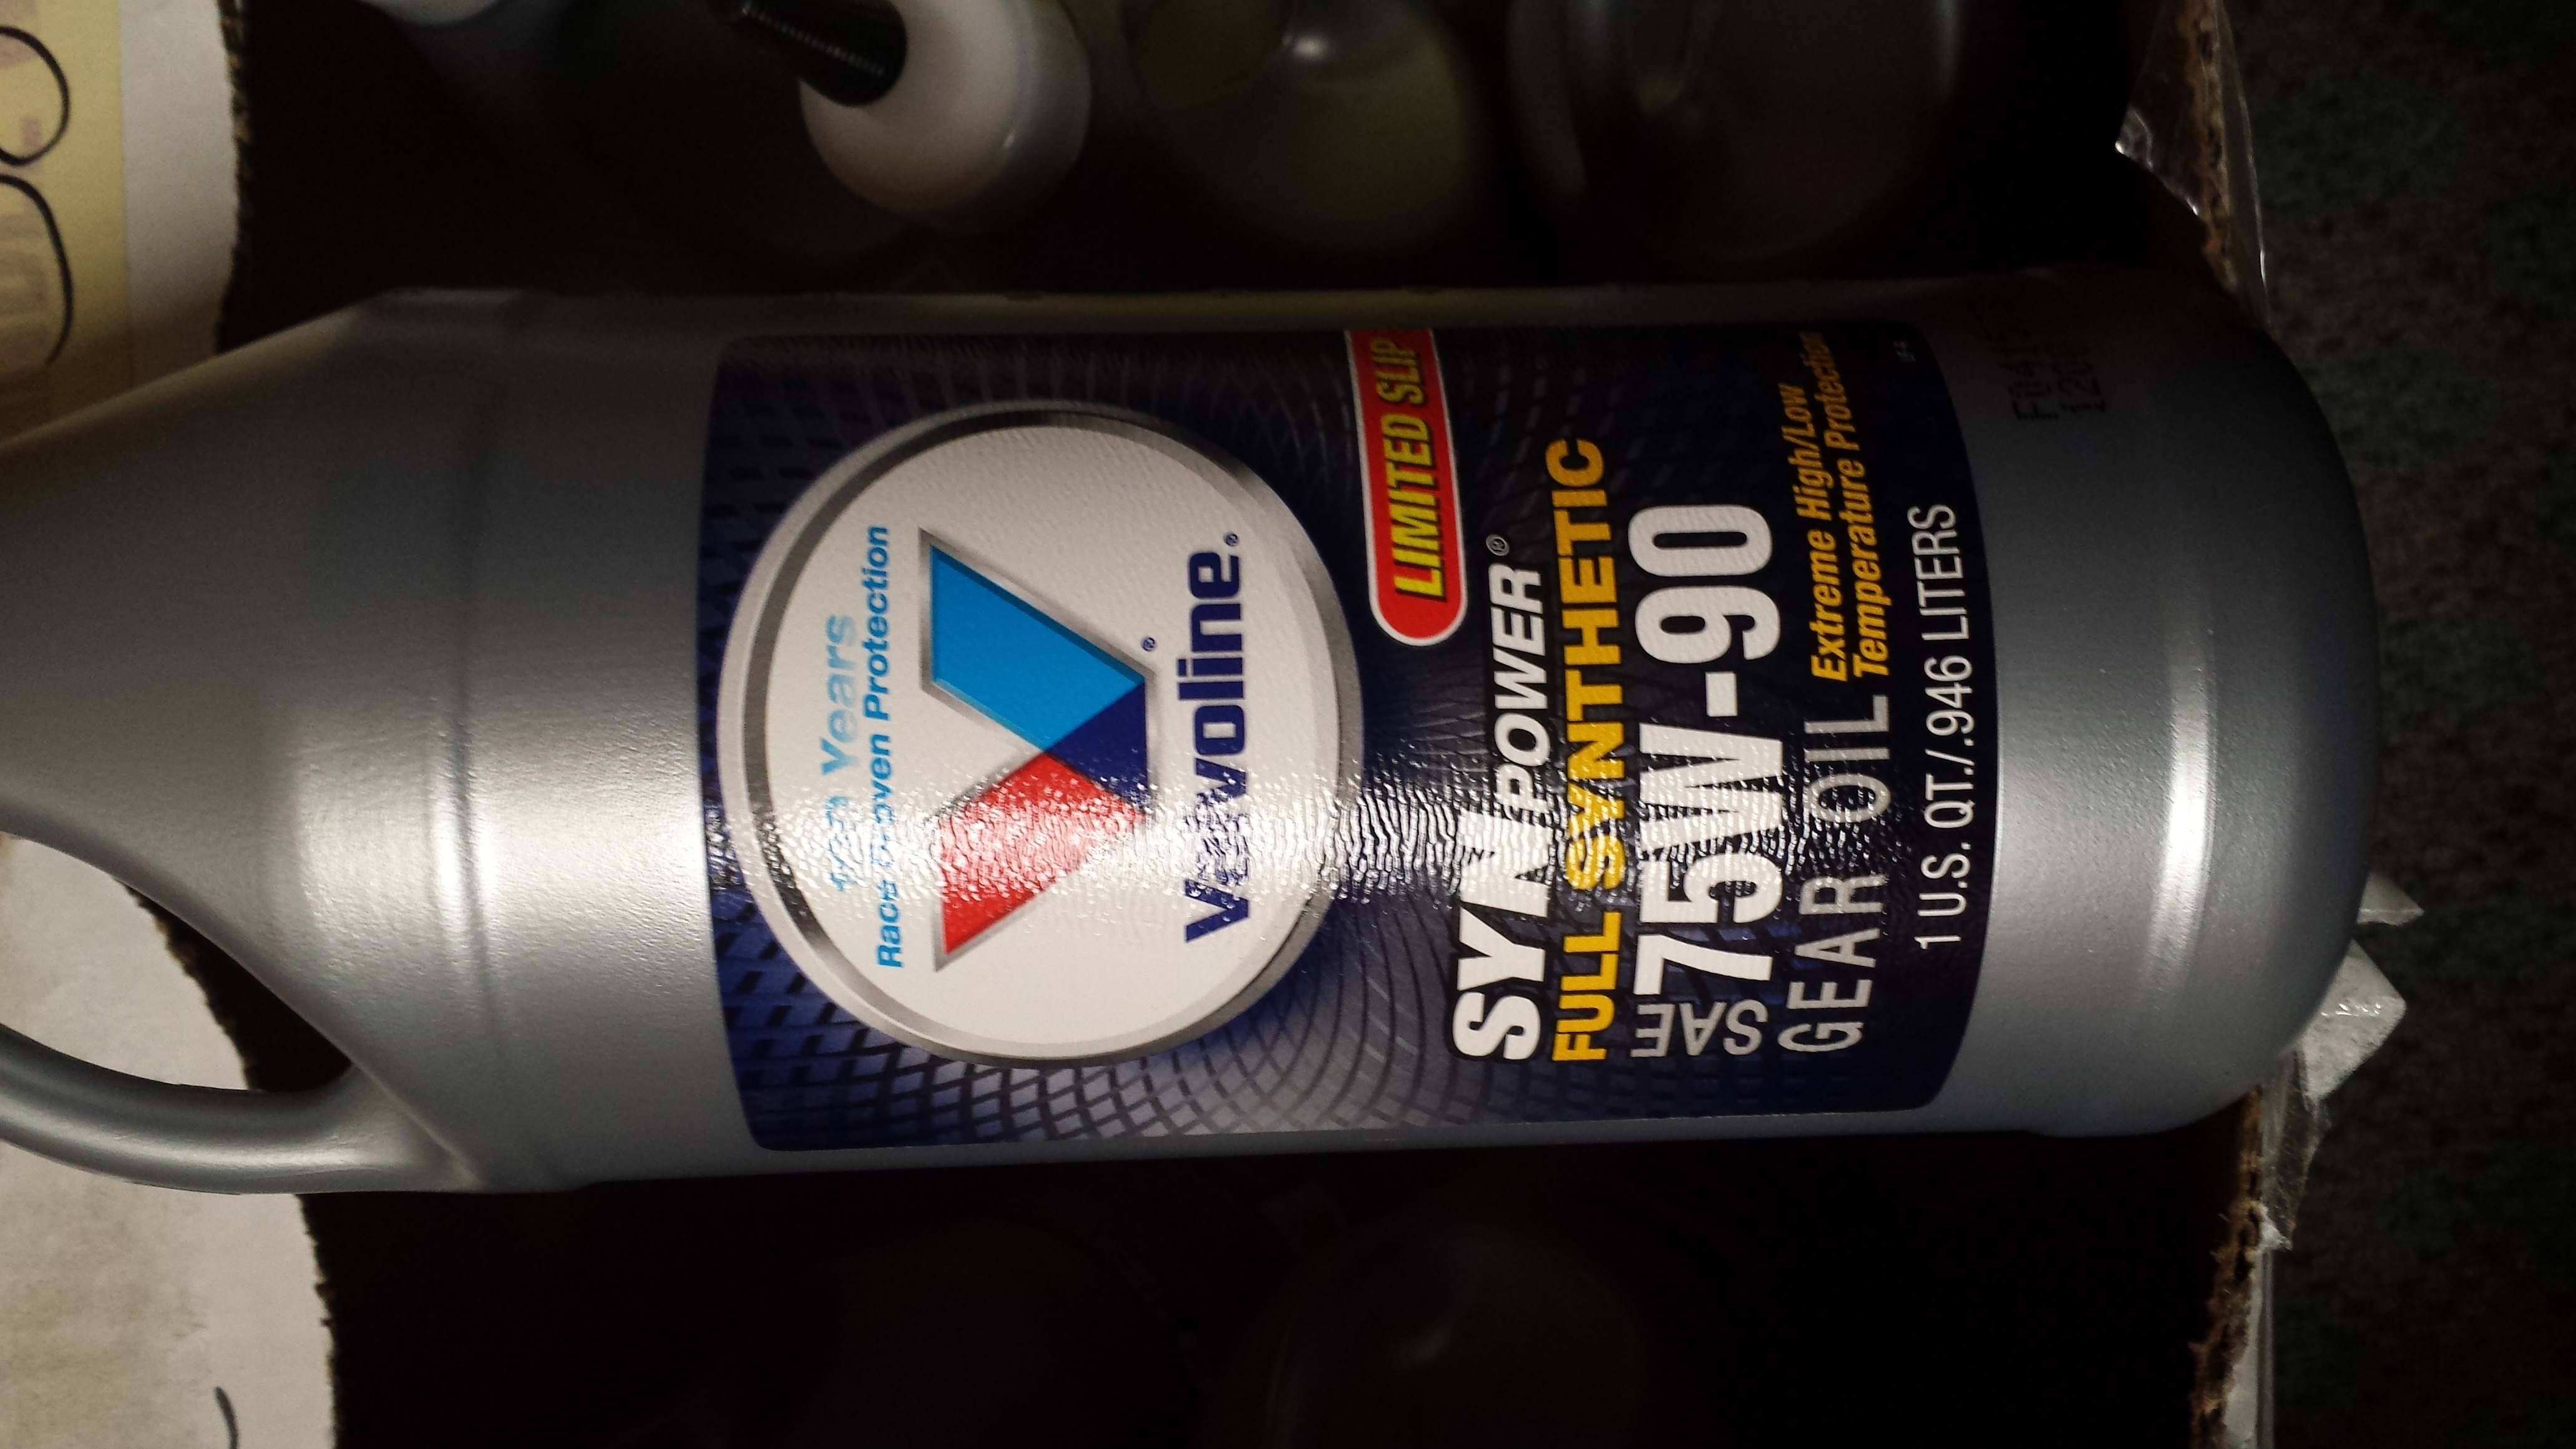 Race Proven Protection
Valvoline®
LIMITED SLIP
SYNPOWER®
FULL SYNTHETIC
SAE 75W-90
GEAR OIL
Extreme High/Low
Temperature Protection
1 U.S. QT./.946 LITERS